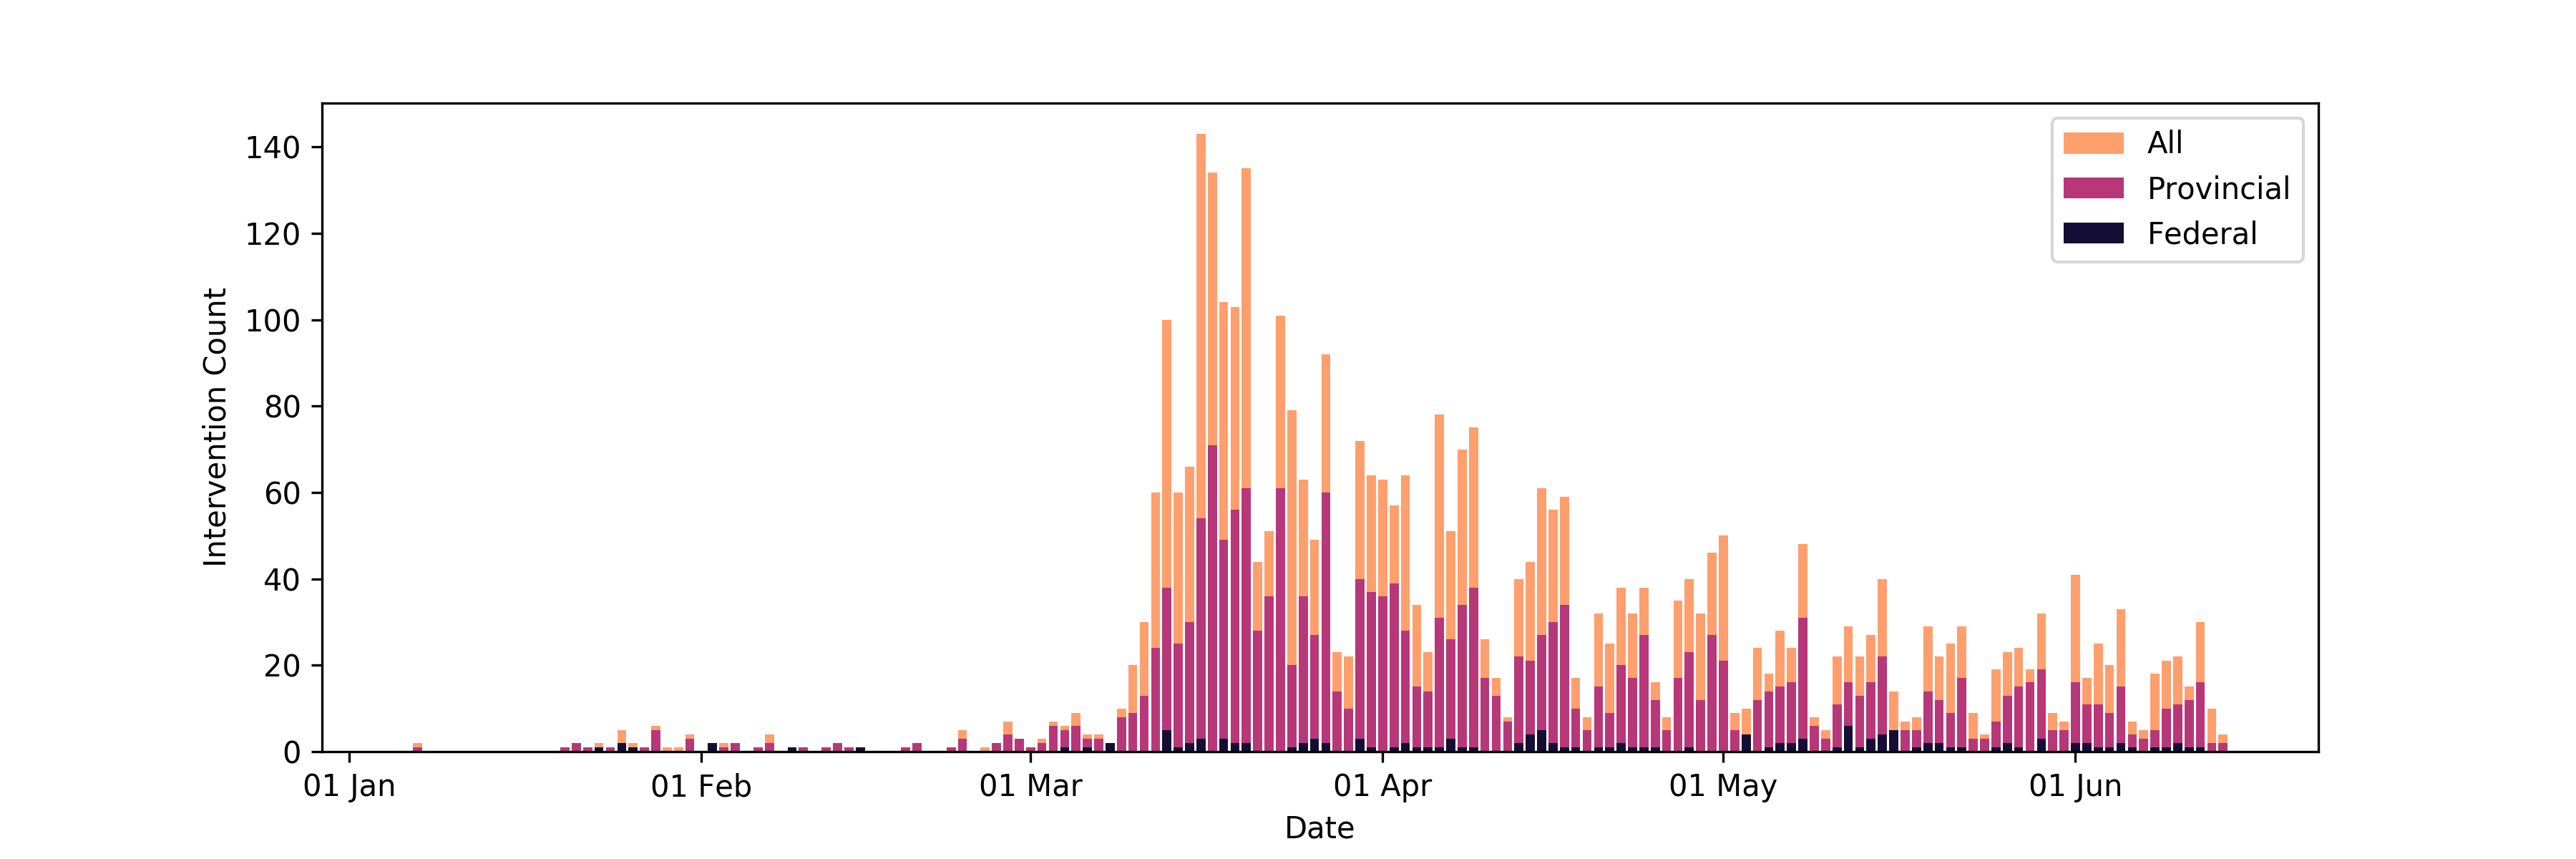 140
120
100
80
60
40
20
0
Intervention Count
All
Provincial
Federal
01 Jan
01 Feb
01 Mar
01 Apr
01 May
01 Jun
Date